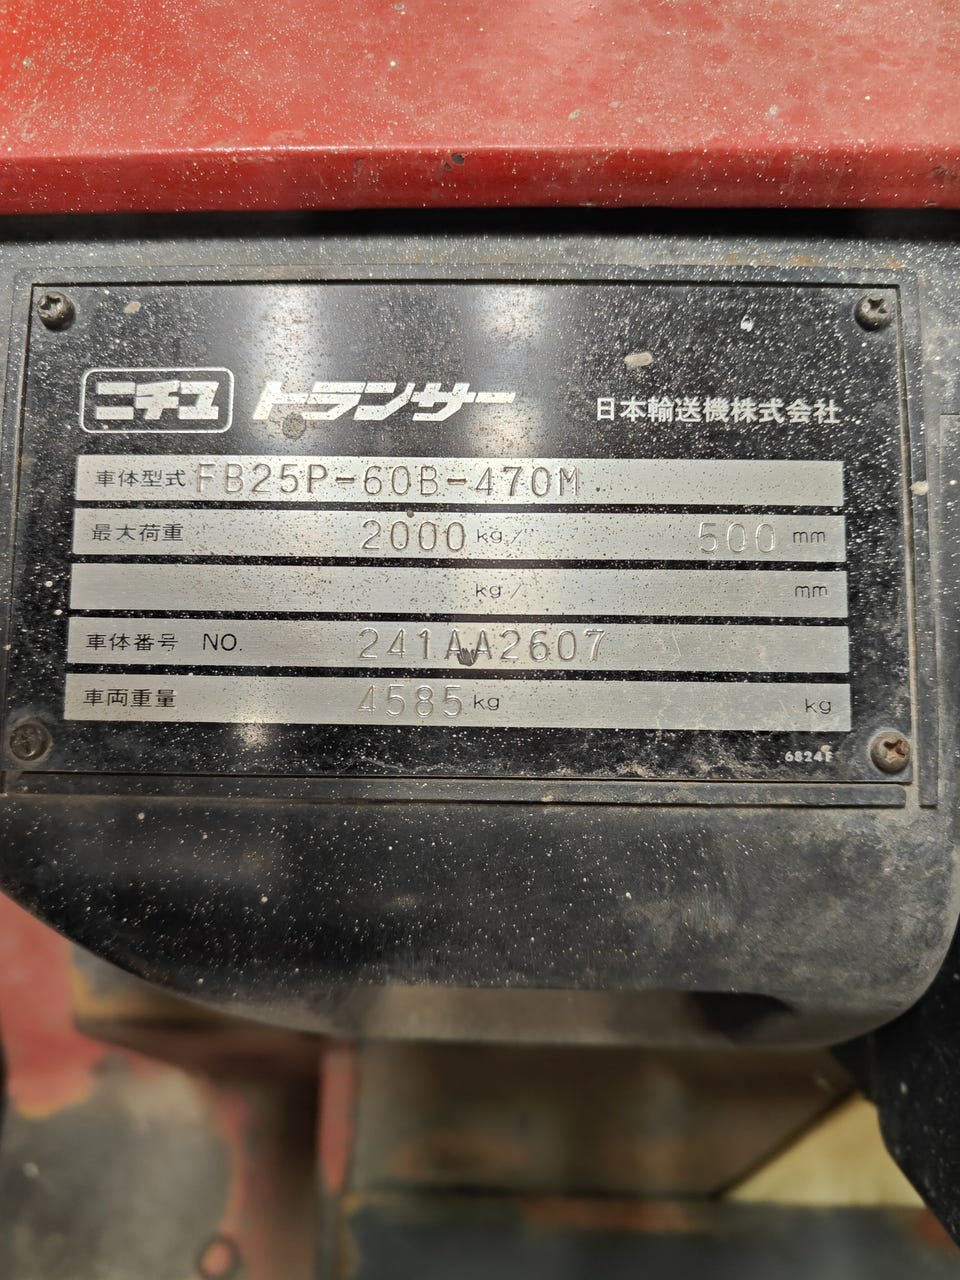 ニチユ トランサー 日本輸送機株式会社
車体型式 FB25P-60B-470M
最大荷重 2000 kg/ 500 mm
kg/ mm
車体番号 NO. 241AA2607
車両重量 4585 kg kg
6824F